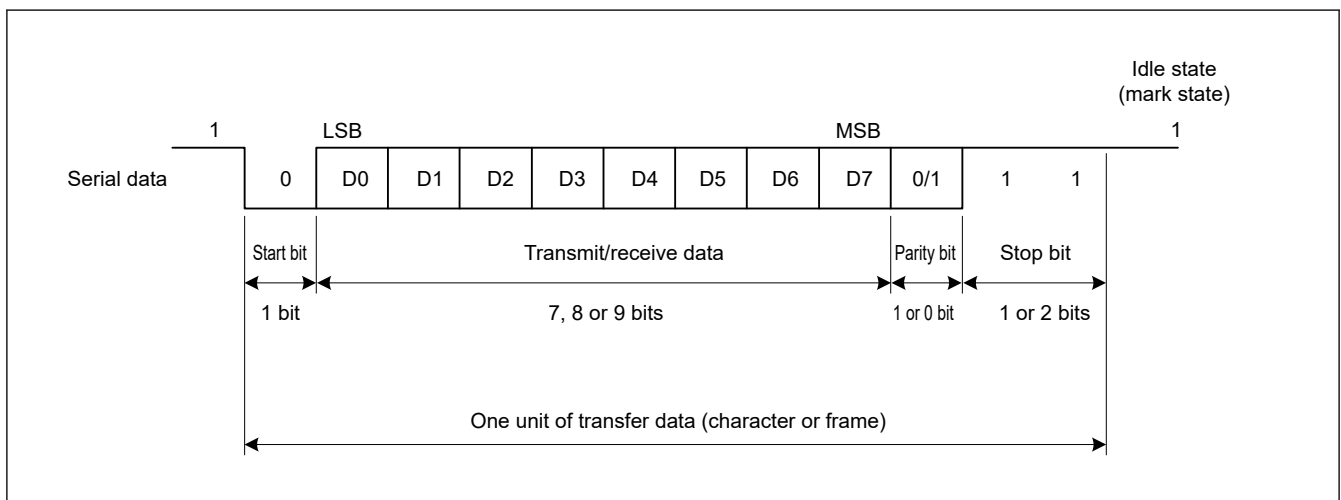 Idle state
(mark state)
1 LSB MSB 1
Serial data 0 D0 D1 D2 D3 D4 D5 D6 D7 0/1 1 1
Start bit Transmit/receive data Parity bit Stop bit
1 bit 7, 8 or 9 bits 1 or 0 bit 1 or 2 bits
One unit of transfer data (character or frame)